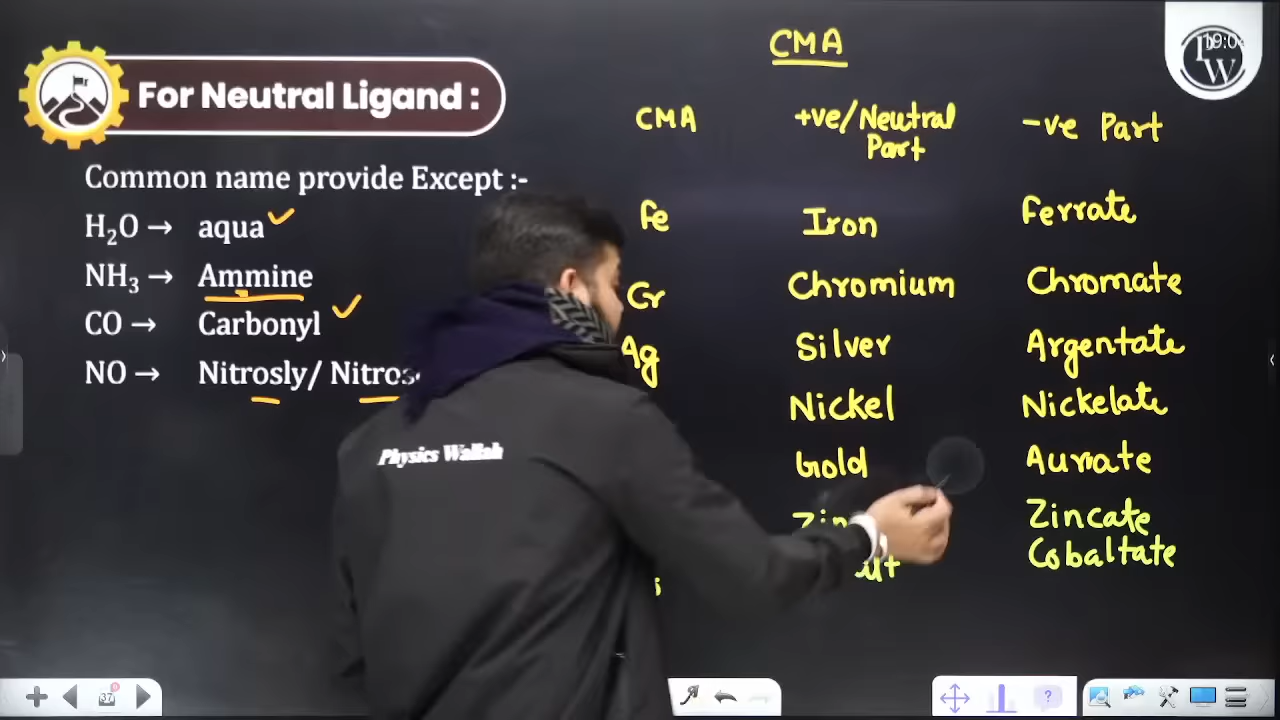 CMA
For Neutral Ligand :
CMA
+ve/Neutral
Part
-ve Part
Common name provide Except :-
H₂O → aqua
Fe
Iron
Ferrate
NH₃ → Ammine
Cr
Chromium
Chromate
CO → Carbonyl
Ag
Silver
Argentate
NO → Nitrosly/
Nickel
Nickelate
Gold
Aurate
Zincate
Cobaltate
Physics Wallah
37